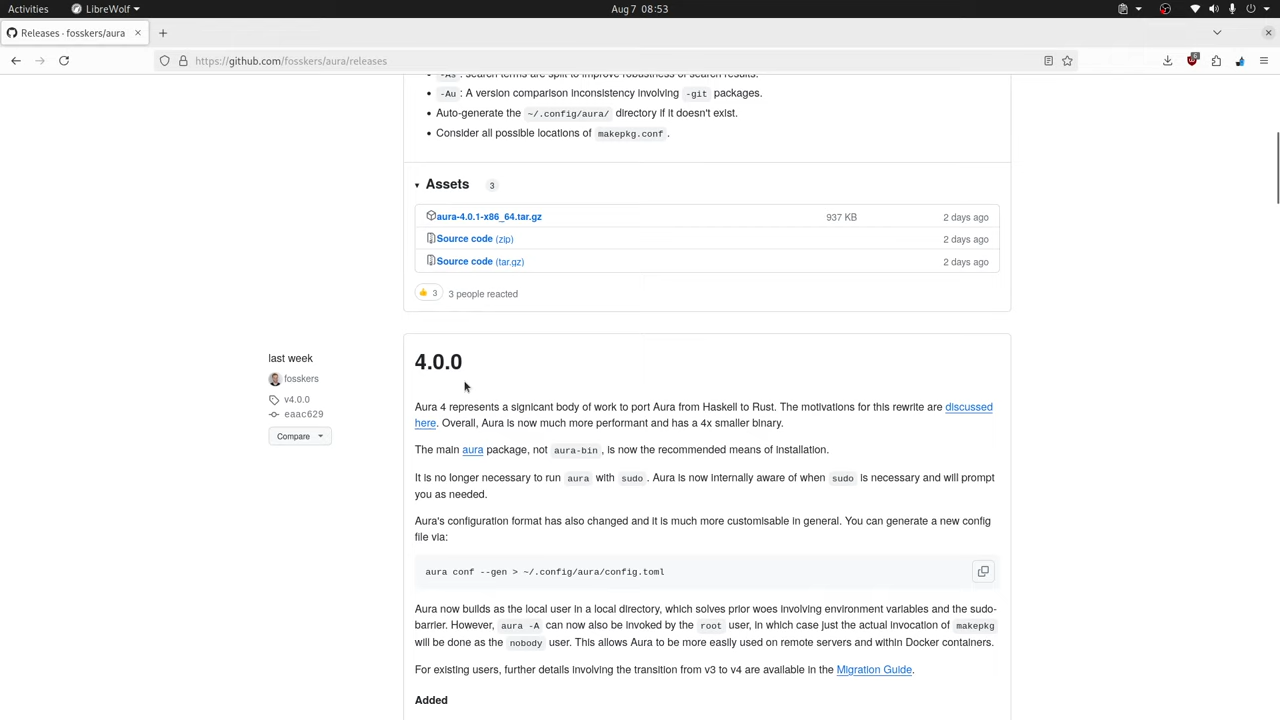 Activities
LibreWolf
Aug 7 08:53
Releases · fosskers/aura
https://github.com/fosskers/aura/releases
6
-As: search terms are split to improve robustness of search results.
-Au: A version comparison inconsistency involving -git packages.
Auto-generate the ~/.config/aura/ directory if it doesn't exist.
Consider all possible locations of makepkg.conf.
Assets 3
aura-4.0.1-x86_64.tar.gz 937 KB 2 days ago
Source code (zip) 2 days ago
Source code (tar.gz) 2 days ago
👍 3 3 people reacted
last week
fosskers
v4.0.0
eaac629
Compare
4.0.0
Aura 4 represents a signicant body of work to port Aura from Haskell to Rust. The motivations for this rewrite are discussed
here. Overall, Aura is now much more performant and has a 4x smaller binary.
The main aura package, not aura-bin, is now the recommended means of installation.
It is no longer necessary to run aura with sudo. Aura is now internally aware of when sudo is necessary and will prompt
you as needed.
Aura's configuration format has also changed and it is much more customisable in general. You can generate a new config
file via:
aura conf --gen > ~/.config/aura/config.toml
Aura now builds as the local user in a local directory, which solves prior woes involving environment variables and the sudo-
barrier. However, aura -A can now also be invoked by the root user, in which case just the actual invocation of makepkg
will be done as the nobody user. This allows Aura to be more easily used on remote servers and within Docker containers.
For existing users, further details involving the transition from v3 to v4 are available in the Migration Guide.
Added